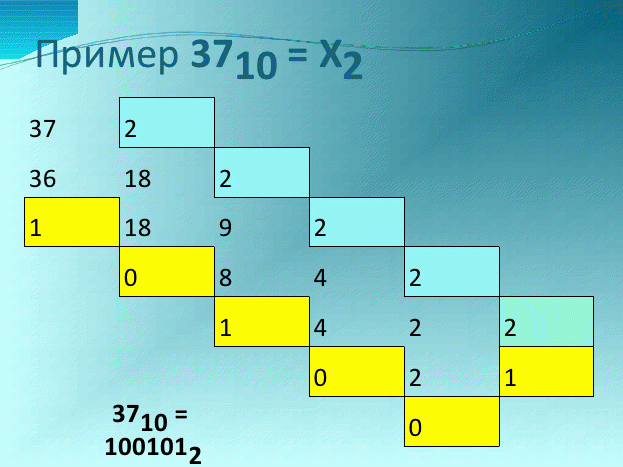 Пример 37₁₀ = X₂
37 2
36 18 2
1 18 9 2
0 8 4 2
1 4 2 2
0 2 1
0
37₁₀ =
100101₂